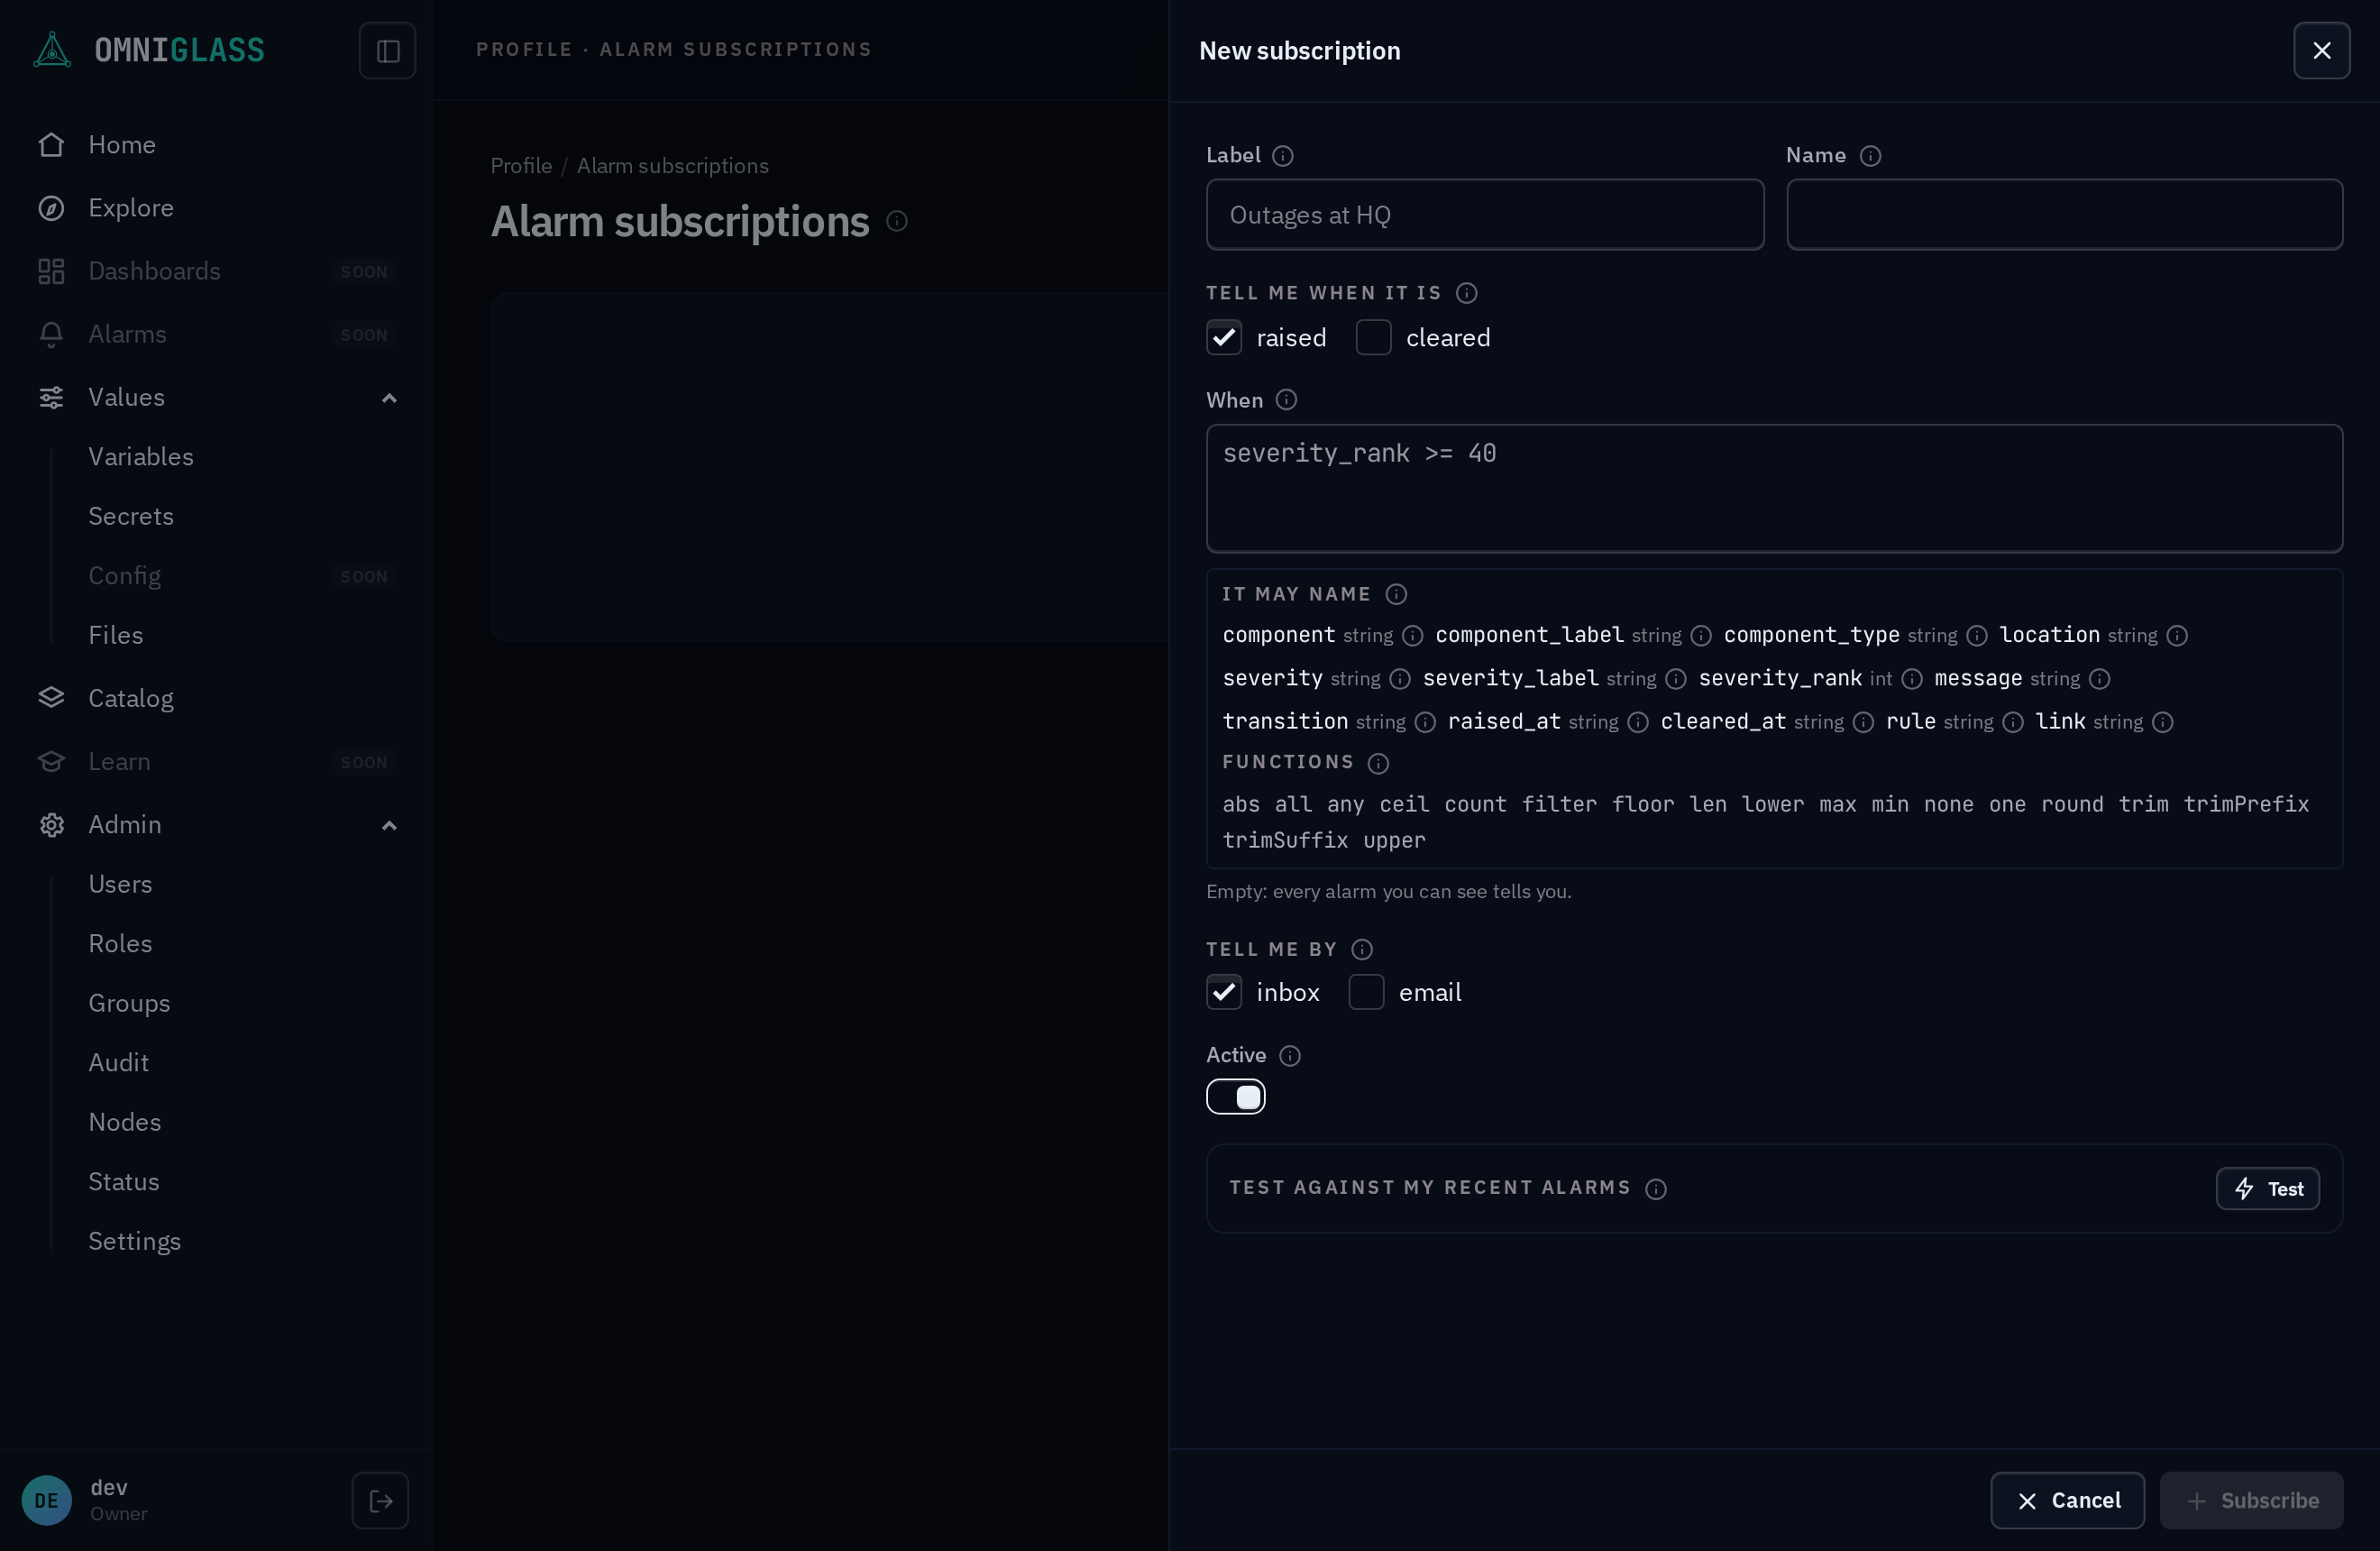 OMNIGLASS
Home
Explore
Dashboards SOON
Alarms SOON
Values
Variables
Secrets
Config SOON
Files
Catalog
Learn SOON
Admin
Users
Roles
Groups
Audit
Nodes
Status
Settings
DE dev
Owner
PROFILE · ALARM SUBSCRIPTIONS
Profile / Alarm subscriptions
Alarm subscriptions
New subscription
Label Name
Outages at HQ
TELL ME WHEN IT IS
raised cleared
When
severity_rank >= 40
IT MAY NAME
component string component_label string component_type string location string
severity string severity_label string severity_rank int message string
transition string raised_at string cleared_at string rule string link string
FUNCTIONS
abs all any ceil count filter floor len lower max min none one round trim trimPrefix
trimSuffix upper
Empty: every alarm you can see tells you.
TELL ME BY
inbox email
Active
TEST AGAINST MY RECENT ALARMS Test
Cancel Subscribe